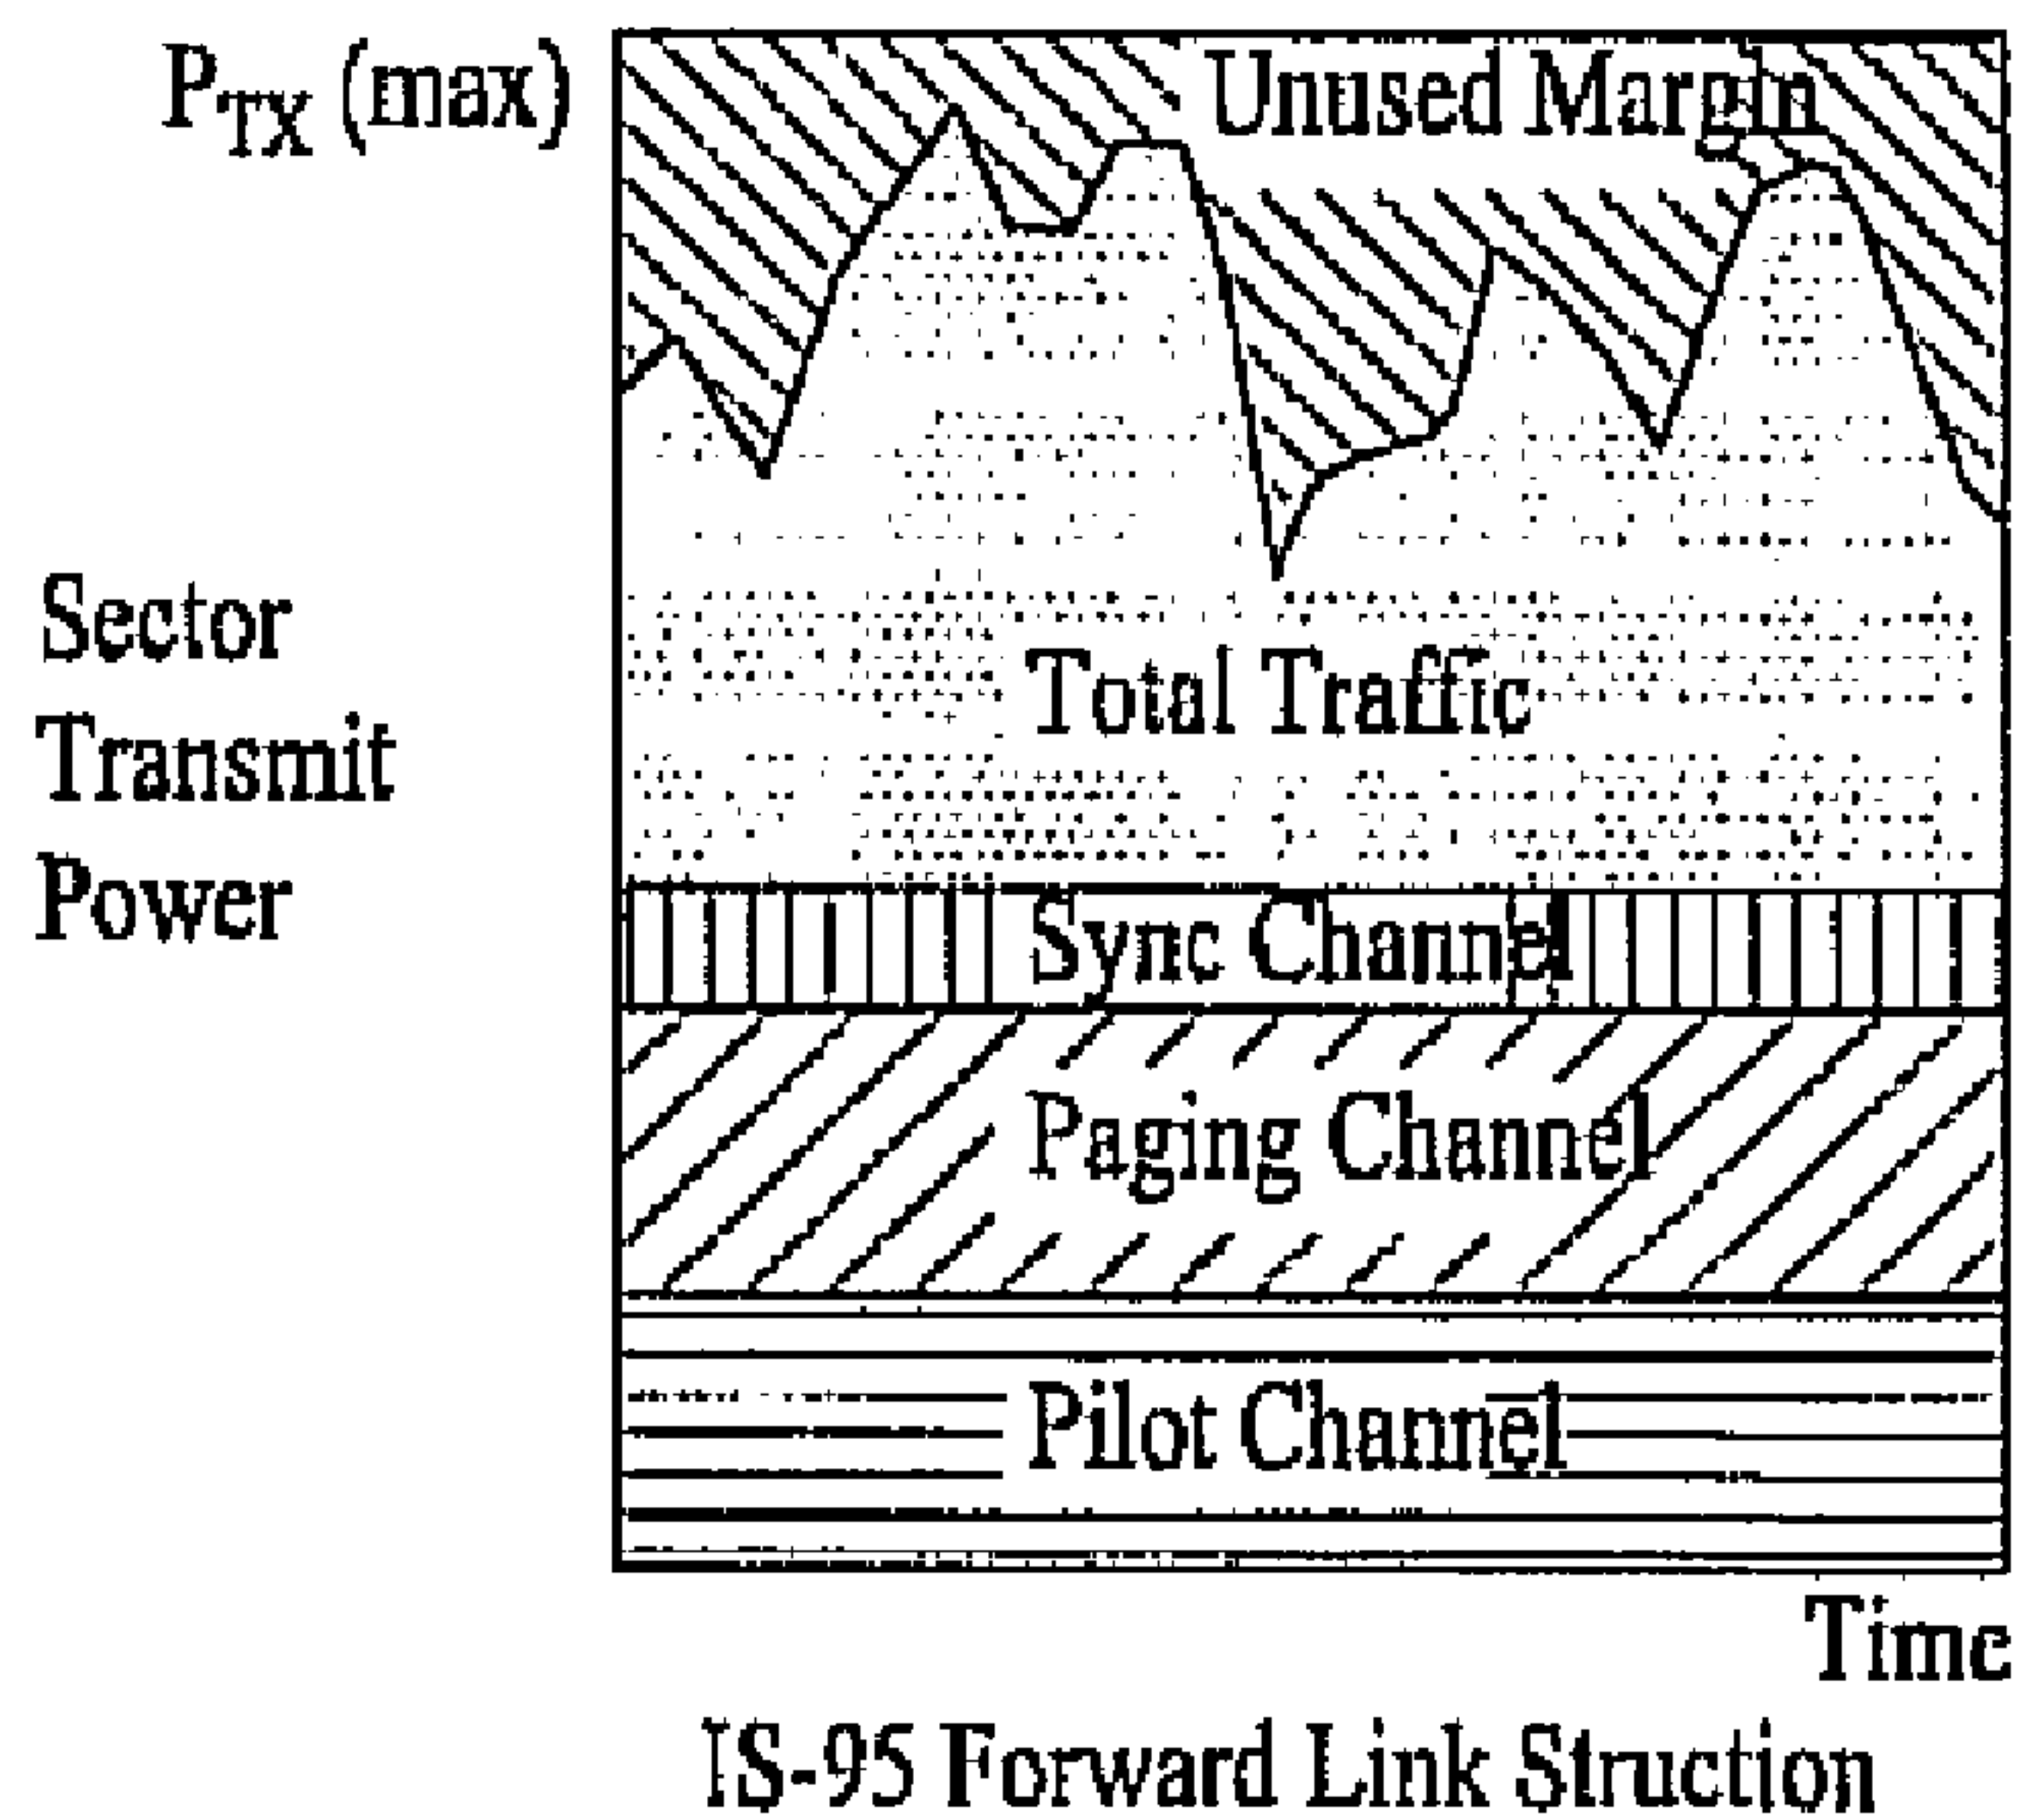 P_TX (max)
Unused Margin
Sector
Transmit
Power
Total Traffic
Sync Channel
Paging Channel
Pilot Channel
Time
IS-95 Forward Link Struction